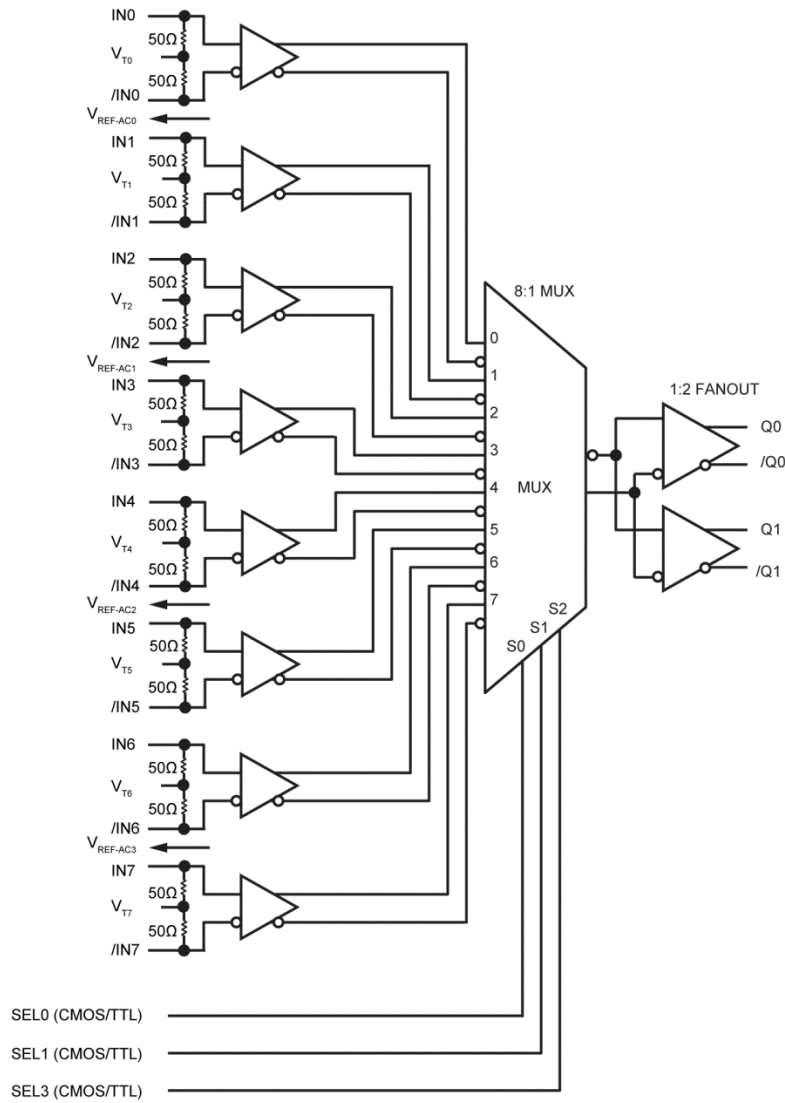 IN0
50Ω
VT0
50Ω
/IN0
VREF-AC0
IN1
50Ω
VT1
50Ω
/IN1
IN2
50Ω
VT2
50Ω
/IN2
VREF-AC1
IN3
50Ω
VT3
50Ω
/IN3
IN4
50Ω
VT4
50Ω
/IN4
VREF-AC2
IN5
50Ω
VT5
50Ω
/IN5
IN6
50Ω
VT6
50Ω
/IN6
VREF-AC3
IN7
50Ω
VT7
50Ω
/IN7
8:1 MUX
0
1
2
3
4
5
6
7
MUX
S0
S1
S2
1:2 FANOUT
Q0
/Q0
Q1
/Q1
SEL0 (CMOS/TTL)
SEL1 (CMOS/TTL)
SEL3 (CMOS/TTL)